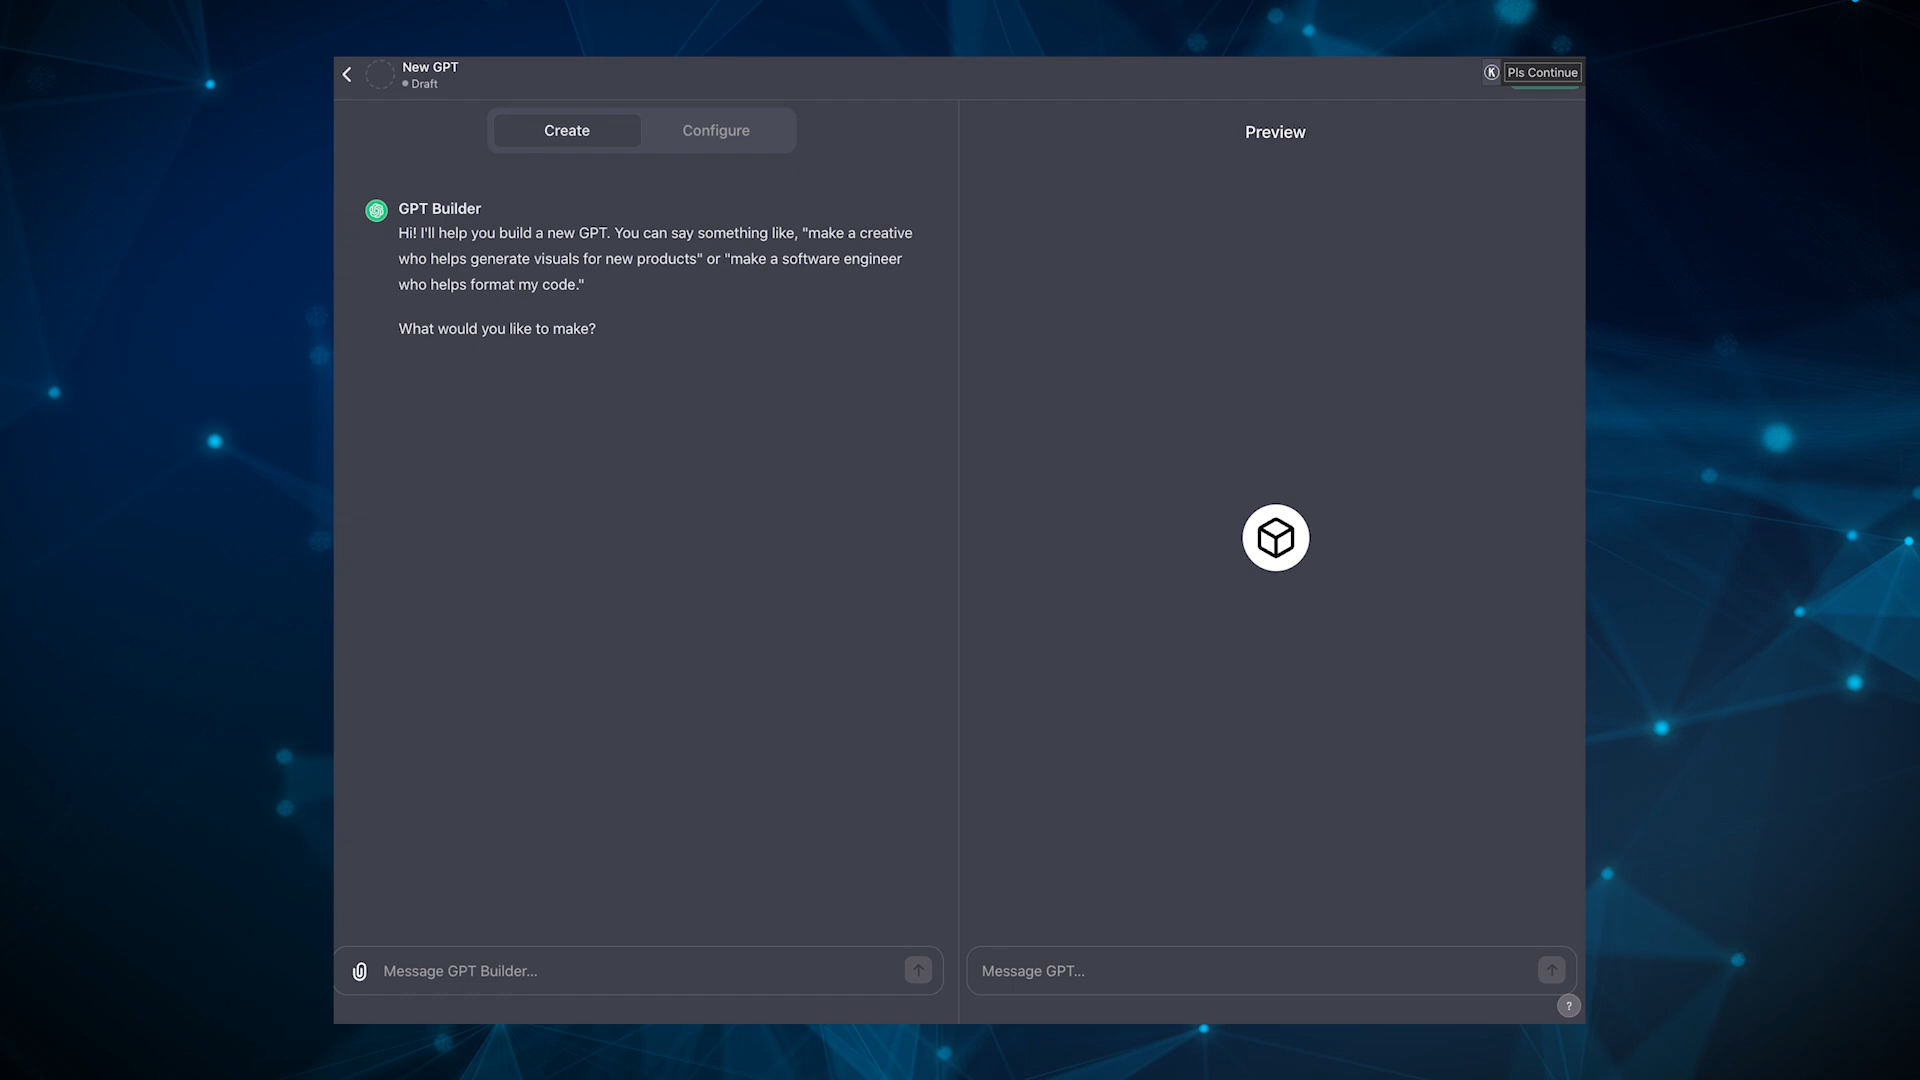 New GPT
Draft
K
Pls Continue
Create
Configure
Preview
GPT Builder
Hi! I'll help you build a new GPT. You can say something like, "make a creative
who helps generate visuals for new products" or "make a software engineer
who helps format my code."
What would you like to make?
Message GPT Builder...
Message GPT...
?